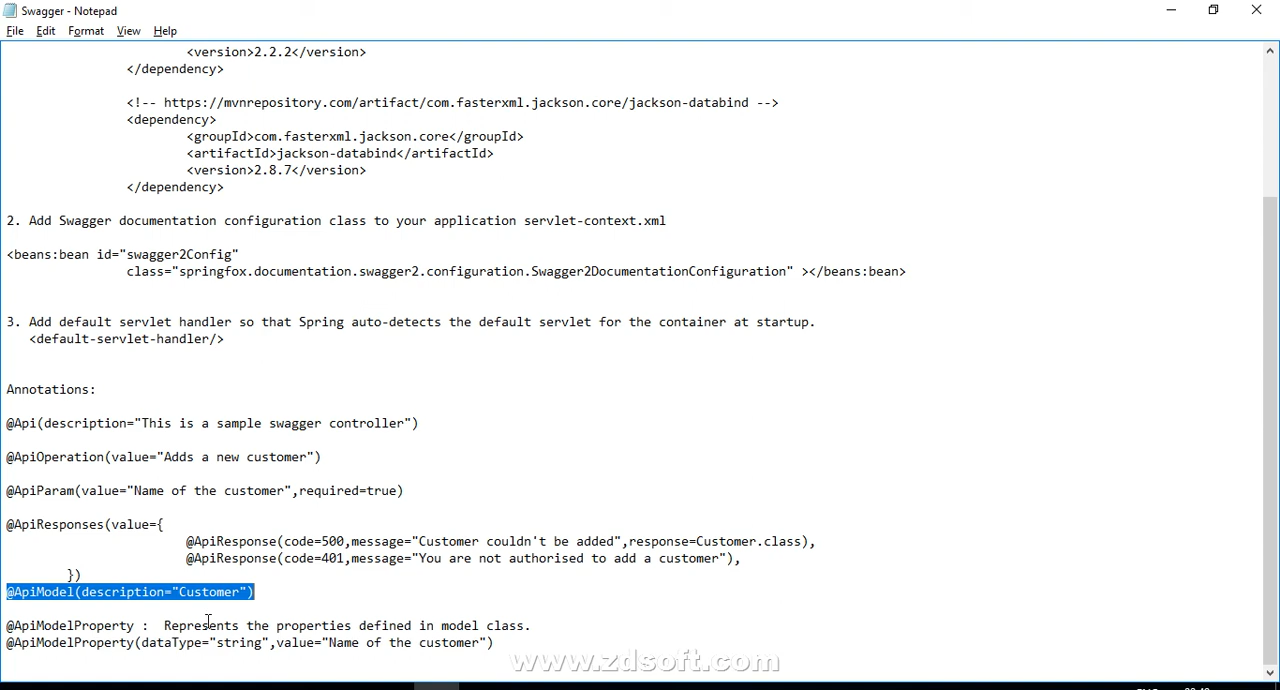 Swagger - Notepad
File Edit Format View Help
<version>2.2.2</version>
</dependency>
<!-- https://mvnrepository.com/artifact/com.fasterxml.jackson.core/jackson-databind -->
<dependency>
<groupId>com.fasterxml.jackson.core</groupId>
<artifactId>jackson-databind</artifactId>
<version>2.8.7</version>
</dependency>
2. Add Swagger documentation configuration class to your application servlet-context.xml
<beans:bean id="swagger2Config"
class="springfox.documentation.swagger2.configuration.Swagger2DocumentationConfiguration" ></beans:bean>
3. Add default servlet handler so that Spring auto-detects the default servlet for the container at startup.
<default-servlet-handler/>
Annotations:
@Api(description="This is a sample swagger controller")
@ApiOperation(value="Adds a new customer")
@ApiParam(value="Name of the customer",required=true)
@ApiResponses(value={
@ApiResponse(code=500,message="Customer couldn't be added",response=Customer.class),
@ApiResponse(code=401,message="You are not authorised to add a customer"),
})
@ApiModel(description="Customer")
@ApiModelProperty :  Represents the properties defined in model class.
@ApiModelProperty(dataType="string",value="Name of the customer")
www.zdsoft.com